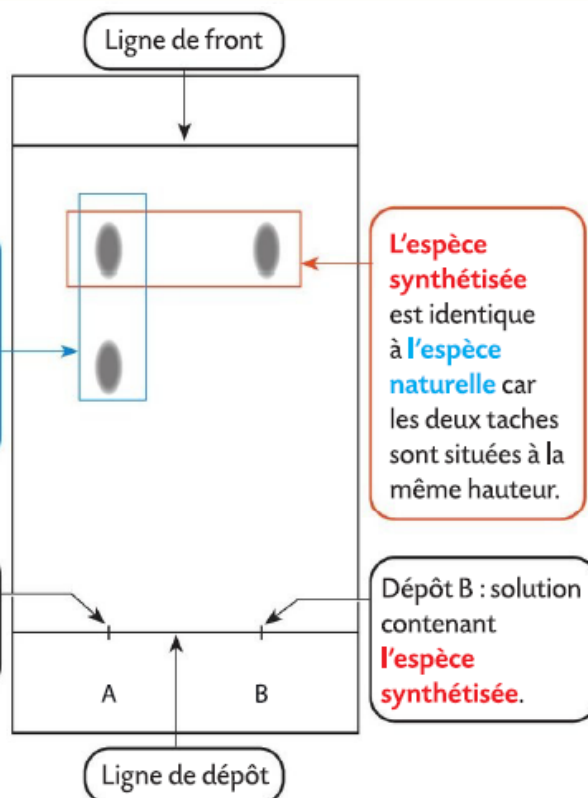 Ligne de front
L'espèce
synthétisée
est identique
à l'espèce
naturelle car
les deux taches
sont situées à la
même hauteur.
Dépôt B : solution
contenant
l'espèce
synthétisée.
A
B
Ligne de dépôt